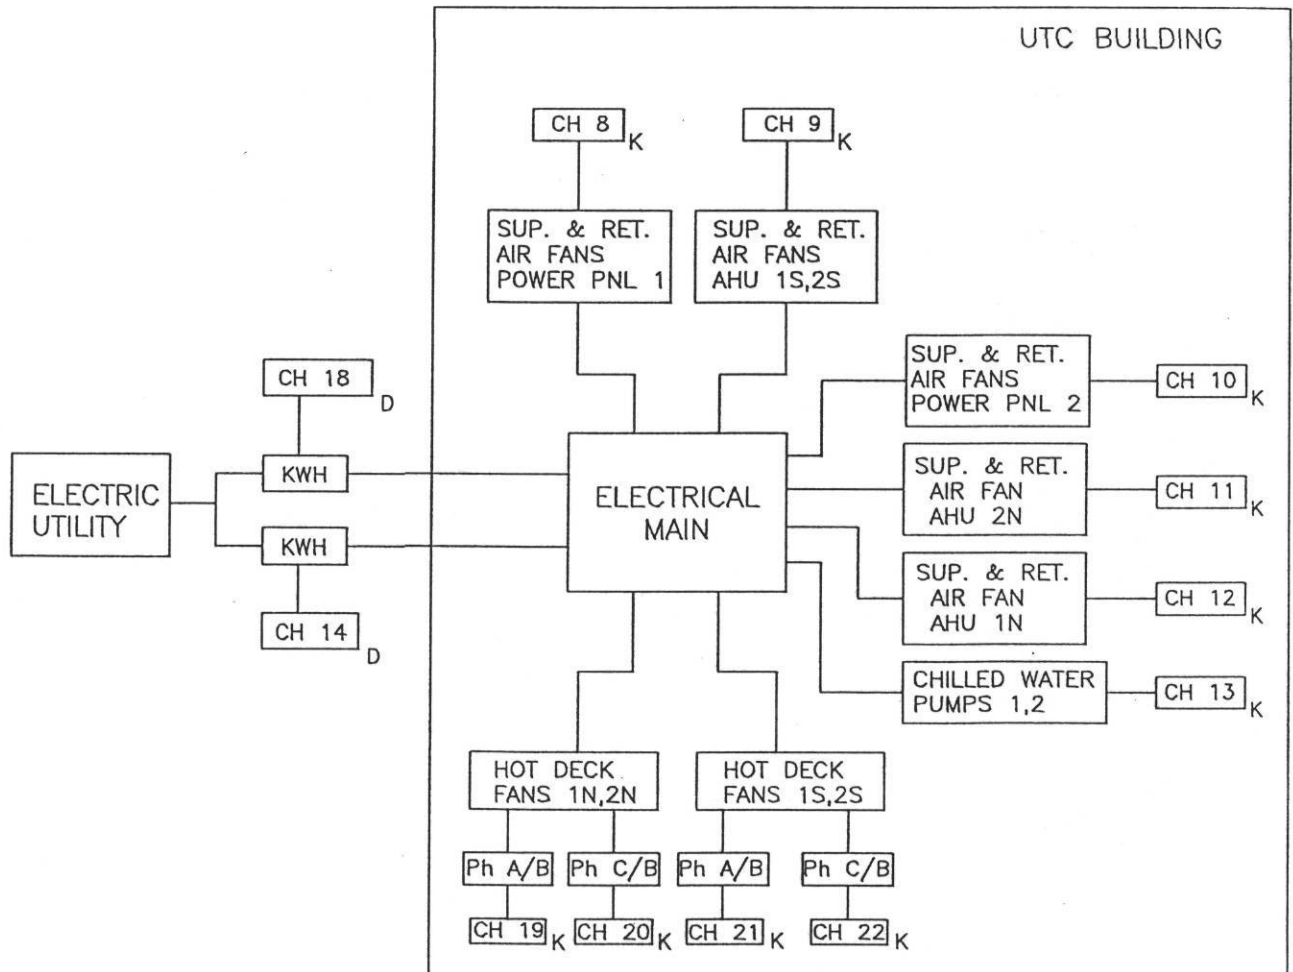 UTC BUILDING
CH 8 K
CH 9 K
SUP. & RET.
AIR FANS
POWER PNL 1
SUP. & RET.
AIR FANS
AHU 1S,2S
CH 18 D
SUP. & RET.
AIR FANS
POWER PNL 2
CH 10 K
ELECTRIC
UTILITY
KWH
KWH
ELECTRICAL
MAIN
SUP. & RET.
AIR FAN
AHU 2N
CH 11 K
CH 14 D
SUP. & RET.
AIR FAN
AHU 1N
CH 12 K
CHILLED WATER
PUMPS 1,2
CH 13 K
HOT DECK
FANS 1N,2N
HOT DECK
FANS 1S,2S
Ph A/B
Ph C/B
Ph A/B
Ph C/B
CH 19 K
CH 20 K
CH 21 K
CH 22 K